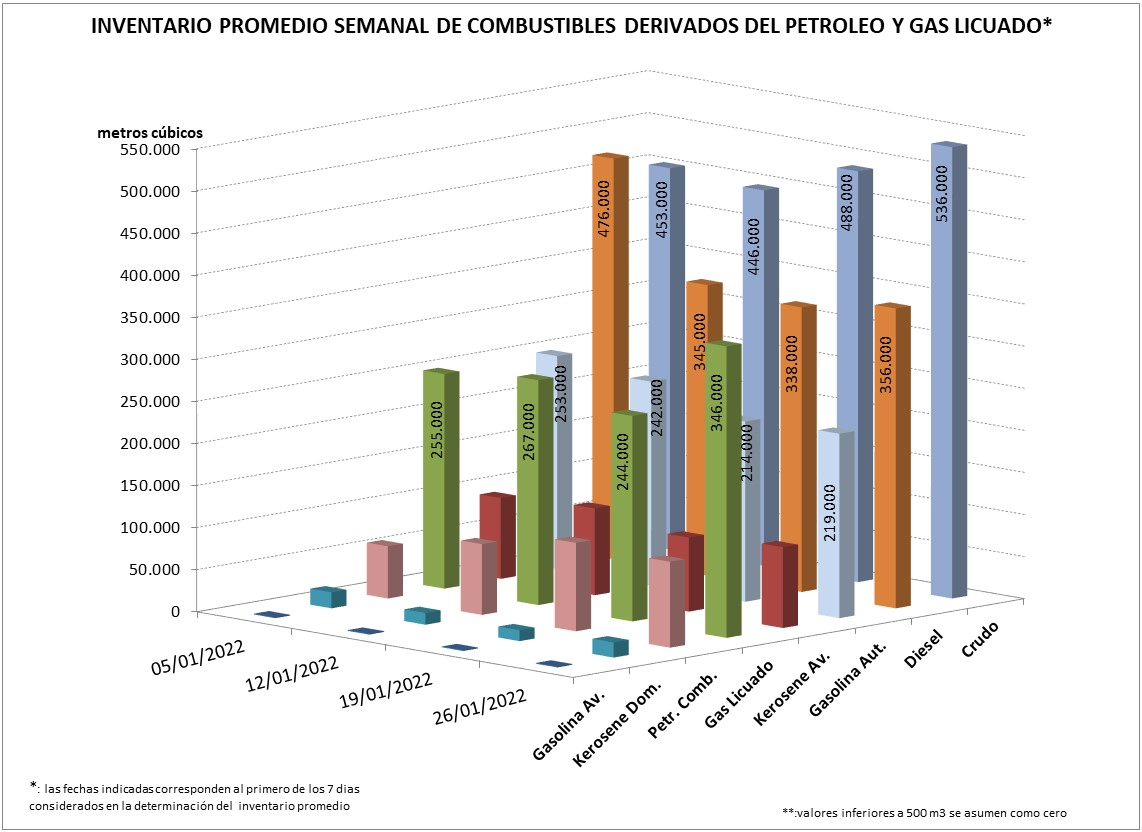 INVENTARIO PROMEDIO SEMANAL DE COMBUSTIBLES DERIVADOS DEL PETROLEO Y GAS LICUADO*
metros cúbicos
550.000
500.000
450.000
400.000
350.000
300.000
250.000
200.000
150.000
100.000
50.000
0
476.000
453.000
446.000
488.000
536.000
345.000
338.000
356.000
253.000
242.000
214.000
219.000
255.000
267.000
244.000
346.000
05/01/2022
12/01/2022
19/01/2022
26/01/2022
Gasolina Av.
Kerosene Dom.
Petr. Comb.
Gas Licuado
Kerosene Av.
Gasolina Aut.
Diesel
Crudo
*: las fechas indicadas corresponden al primero de los 7 dias
considerados en la determinación del inventario promedio
**:valores inferiores a 500 m3 se asumen como cero